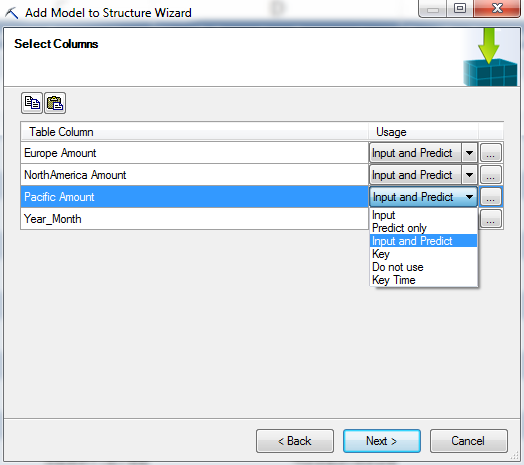 Add Model to Structure Wizard
Select Columns
Table Column Usage
Europe Amount Input and Predict ...
NorthAmerica Amount Input and Predict ...
Pacific Amount Input and Predict ...
Year_Month ...
Input
Predict only
Input and Predict
Key
Do not use
Key Time
< Back Next > Cancel